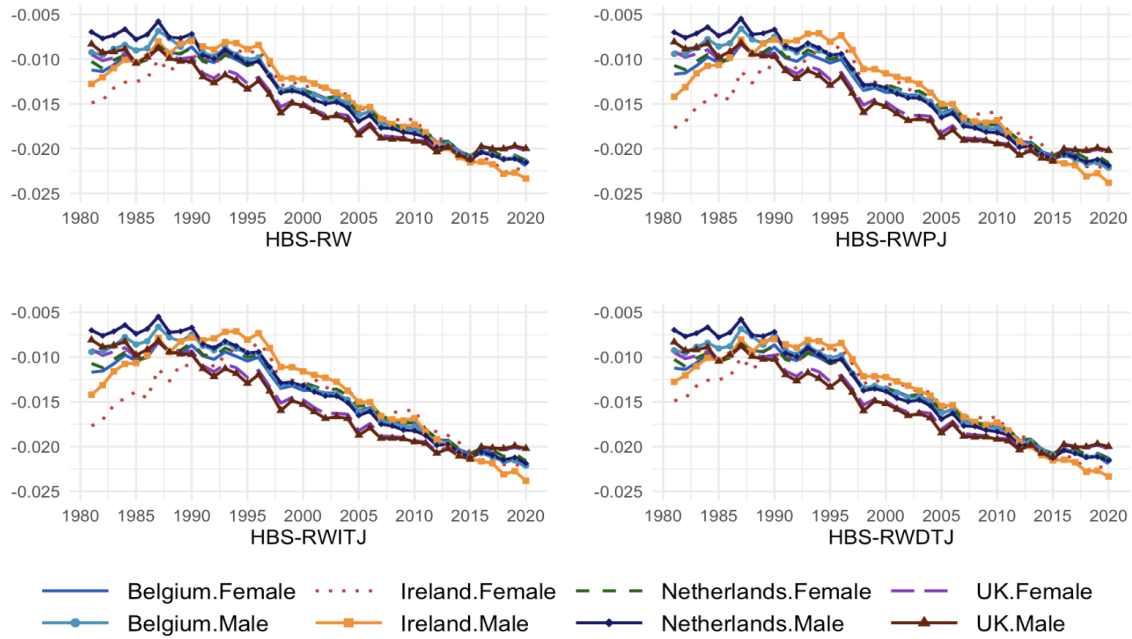 -0.005
-0.010
-0.015
-0.020
-0.025
1980 1985 1990 1995 2000 2005 2010 2015 2020
HBS-RW
-0.005
-0.010
-0.015
-0.020
-0.025
1980 1985 1990 1995 2000 2005 2010 2015 2020
HBS-RWPJ
-0.005
-0.010
-0.015
-0.020
-0.025
1980 1985 1990 1995 2000 2005 2010 2015 2020
HBS-RWITJ
-0.005
-0.010
-0.015
-0.020
-0.025
1980 1985 1990 1995 2000 2005 2010 2015 2020
HBS-RWDTJ
Belgium.Female Ireland.Female Netherlands.Female UK.Female
Belgium.Male Ireland.Male Netherlands.Male UK.Male